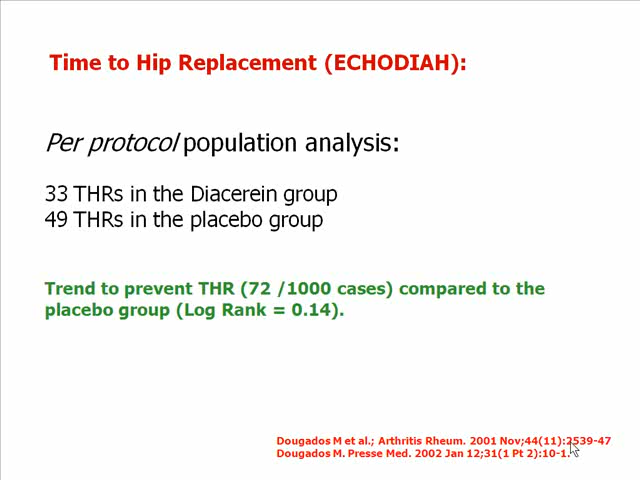 Time to Hip Replacement (ECHODIAH):
Per protocol population analysis:
33 THRs in the Diacerein group
49 THRs in the placebo group
Trend to prevent THR (72 /1000 cases) compared to the
placebo group (Log Rank = 0.14).
Dougados M et al.; Arthritis Rheum. 2001 Nov;44(11):2539-47
Dougados M. Presse Med. 2002 Jan 12;31(1 Pt 2):10-1.